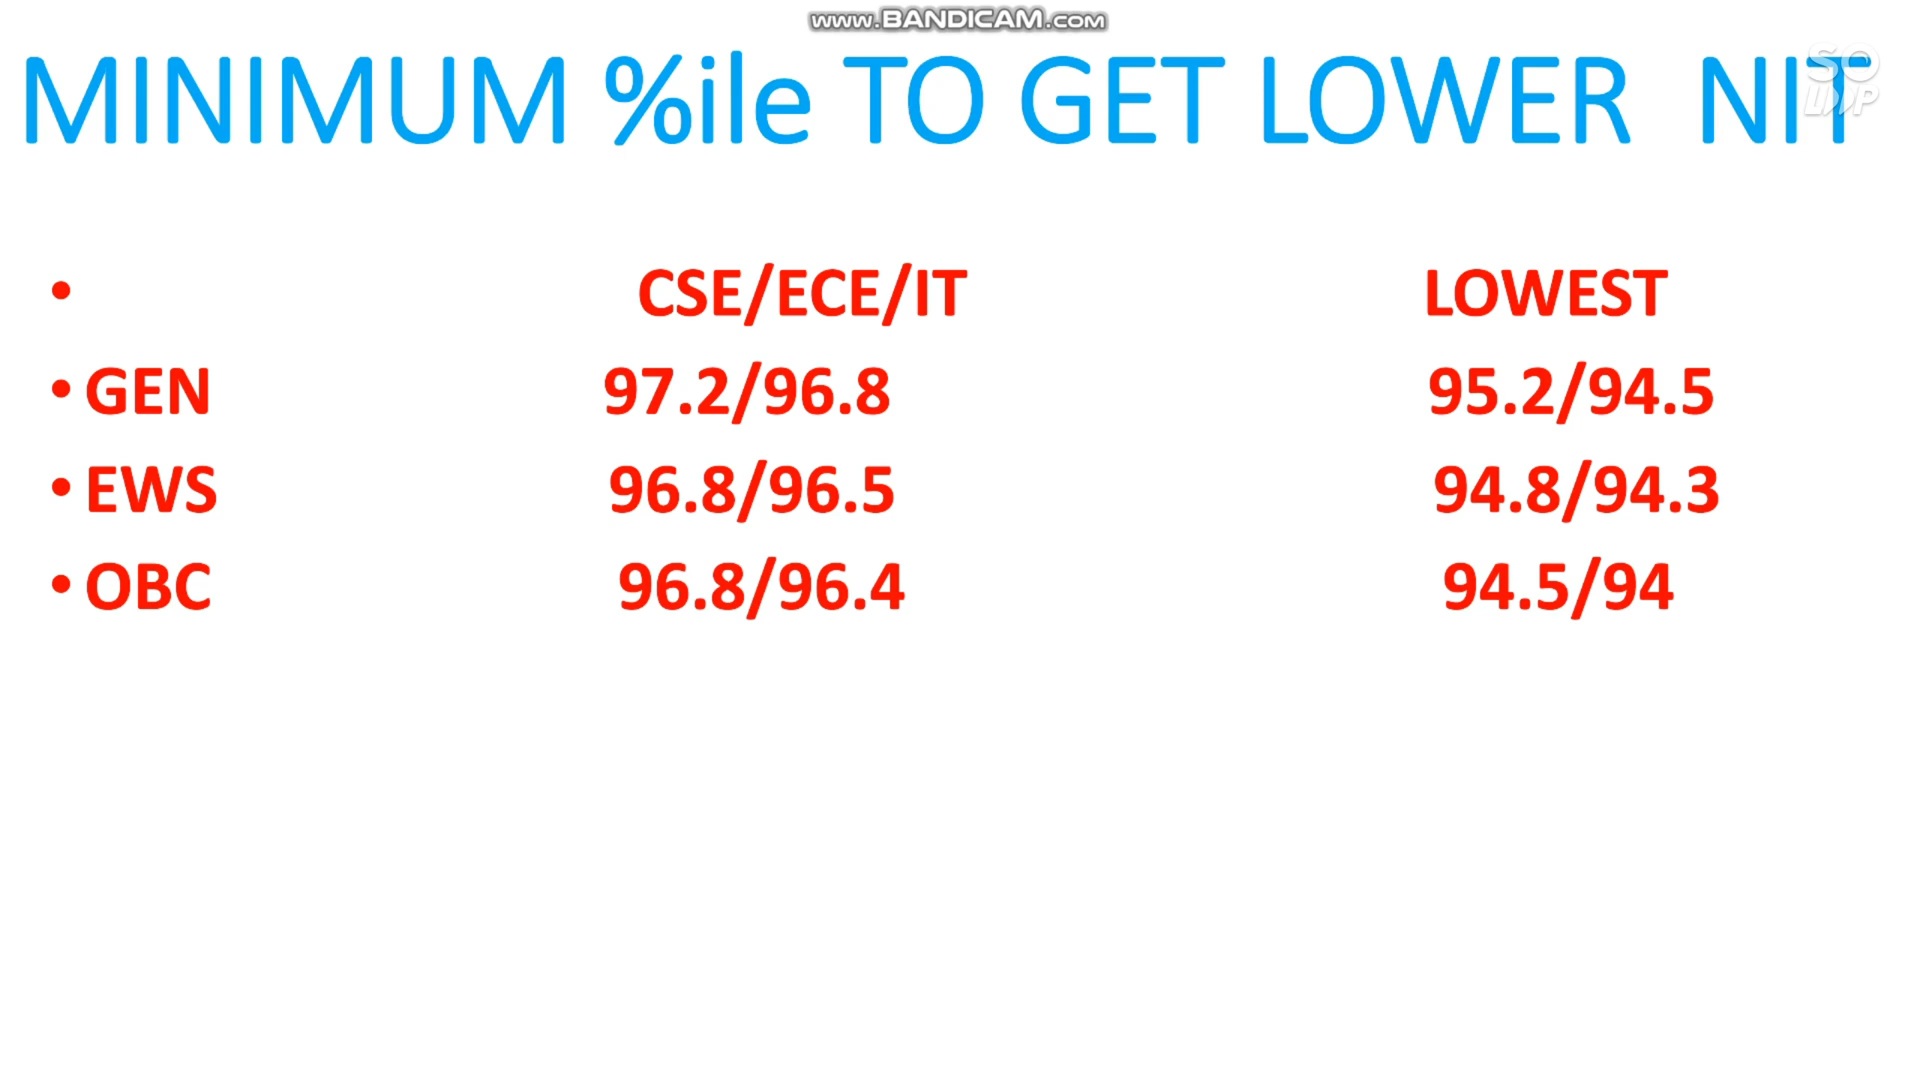 www.BANDICAM.com
MINIMUM %ile TO GET LOWER NIT
SO
LP
• CSE/ECE/IT LOWEST
• GEN 97.2/96.8 95.2/94.5
• EWS 96.8/96.5 94.8/94.3
• OBC 96.8/96.4 94.5/94